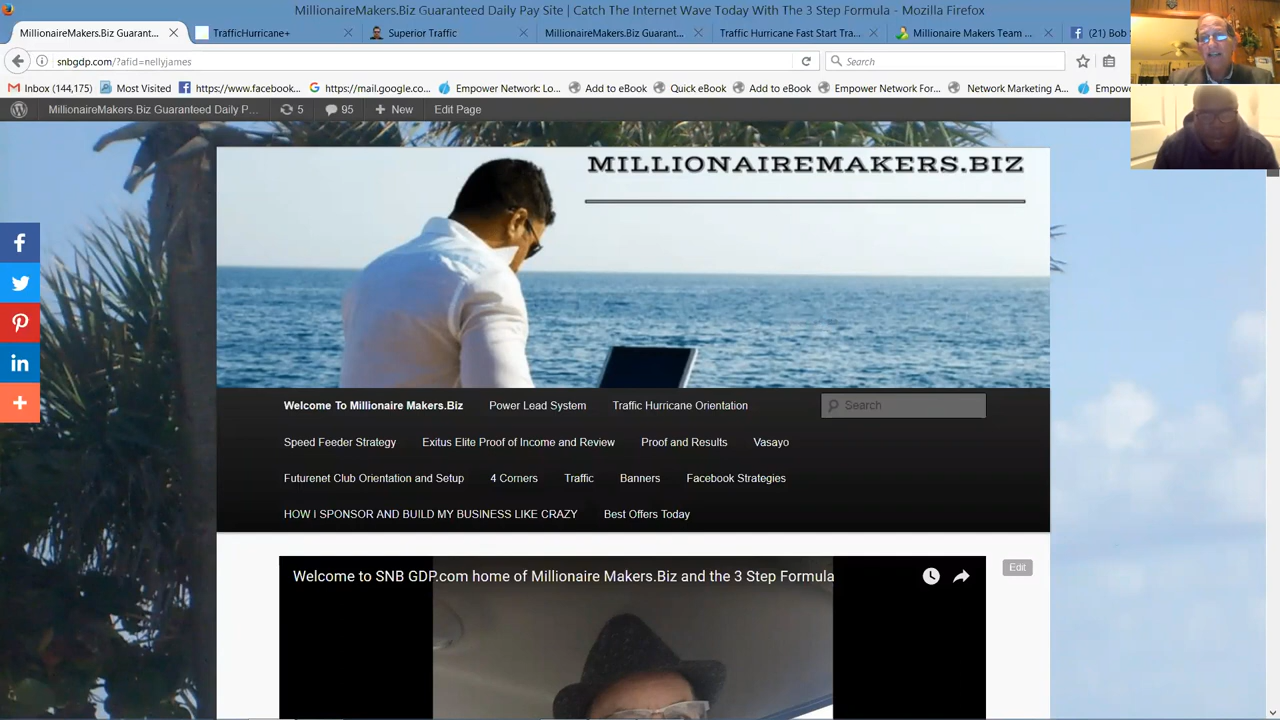 MillionaireMakers.Biz Guaranteed Daily Pay Site | Catch The Internet Wave Today With The 3 Step Formula - Mozilla Firefox
MillionaireMakers.Biz Guarant... TrafficHurricane+ Superior Traffic MillionaireMakers.Biz Guarant... Traffic Hurricane Fast Start Tra... Millionaire Makers Team ... (21) Bob S
snbgdp.com/?afid=nellyjames Search
Inbox (144,175) Most Visited https://www.facebook... https://mail.google.co... Empower Network: Lo... Add to eBook Quick eBook Add to eBook Empower Network For... Network Marketing A... Empowe
MillionaireMakers.Biz Guaranteed Daily P... 5 95 New Edit Page
MILLIONAIREMAKERS.BIZ
Welcome To Millionaire Makers.Biz Power Lead System Traffic Hurricane Orientation Search
Speed Feeder Strategy Exitus Elite Proof of Income and Review Proof and Results Vasayo
Futurenet Club Orientation and Setup 4 Corners Traffic Banners Facebook Strategies
HOW I SPONSOR AND BUILD MY BUSINESS LIKE CRAZY Best Offers Today
Welcome to SNB GDP.com home of Millionaire Makers.Biz and the 3 Step Formula
Edit